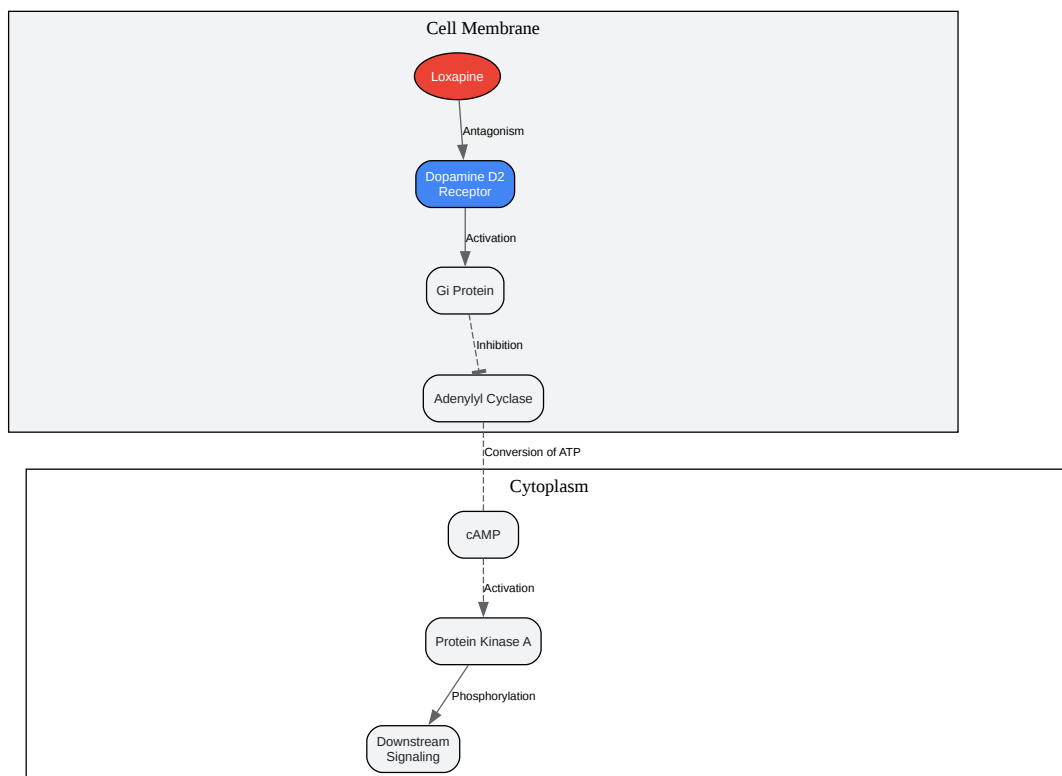 Cell Membrane
Loxapine
Antagonism
Dopamine D2
Receptor
Activation
Gi Protein
Inhibition
Adenylyl Cyclase
Conversion of ATP
Cytoplasm
cAMP
Activation
Protein Kinase A
Phosphorylation
Downstream
Signaling